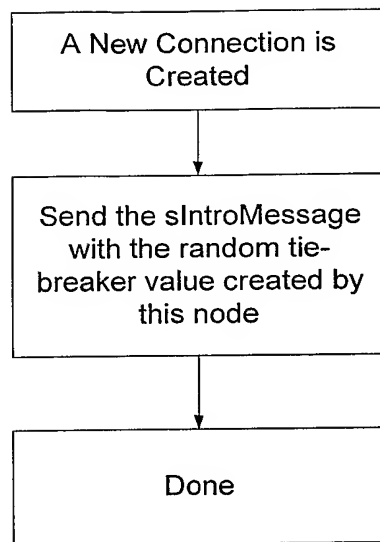 A New Connection is
Created
Send the sIntroMessage
with the random tie-
breaker value created by
this node
Done